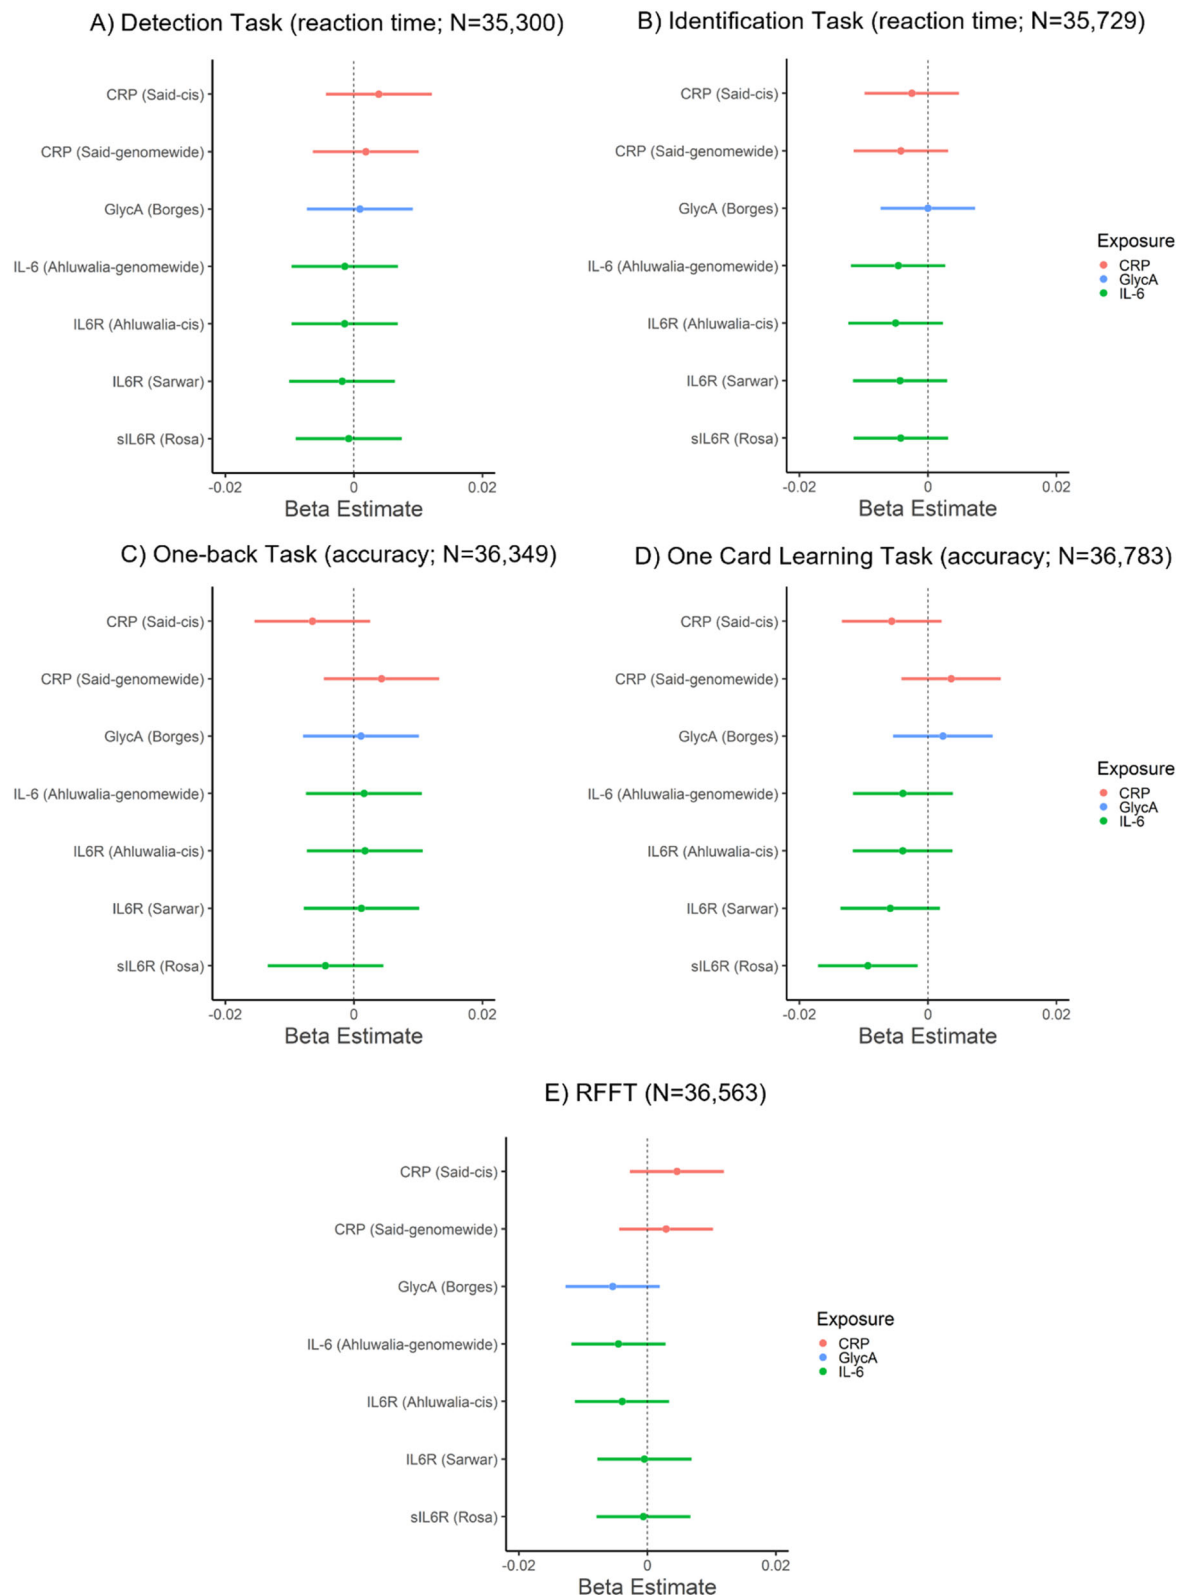 A) Detection Task (reaction time; N=35,300)
CRP (Said-cis)
CRP (Said-genomewide)
GlycA (Borges)
IL-6 (Ahluwalia-genomewide)
IL6R (Ahluwalia-cis)
IL6R (Sarwar)
sIL6R (Rosa)
-0.02 0 0.02
Beta Estimate
B) Identification Task (reaction time; N=35,729)
CRP (Said-cis)
CRP (Said-genomewide)
GlycA (Borges)
IL-6 (Ahluwalia-genomewide)
IL6R (Ahluwalia-cis)
IL6R (Sarwar)
sIL6R (Rosa)
-0.02 0 0.02
Beta Estimate
Exposure
CRP
GlycA
IL-6
C) One-back Task (accuracy; N=36,349)
CRP (Said-cis)
CRP (Said-genomewide)
GlycA (Borges)
IL-6 (Ahluwalia-genomewide)
IL6R (Ahluwalia-cis)
IL6R (Sarwar)
sIL6R (Rosa)
-0.02 0 0.02
Beta Estimate
D) One Card Learning Task (accuracy; N=36,783)
CRP (Said-cis)
CRP (Said-genomewide)
GlycA (Borges)
IL-6 (Ahluwalia-genomewide)
IL6R (Ahluwalia-cis)
IL6R (Sarwar)
sIL6R (Rosa)
-0.02 0 0.02
Beta Estimate
Exposure
CRP
GlycA
IL-6
E) RFFT (N=36,563)
CRP (Said-cis)
CRP (Said-genomewide)
GlycA (Borges)
IL-6 (Ahluwalia-genomewide)
IL6R (Ahluwalia-cis)
IL6R (Sarwar)
sIL6R (Rosa)
-0.02 0 0.02
Beta Estimate
Exposure
CRP
GlycA
IL-6